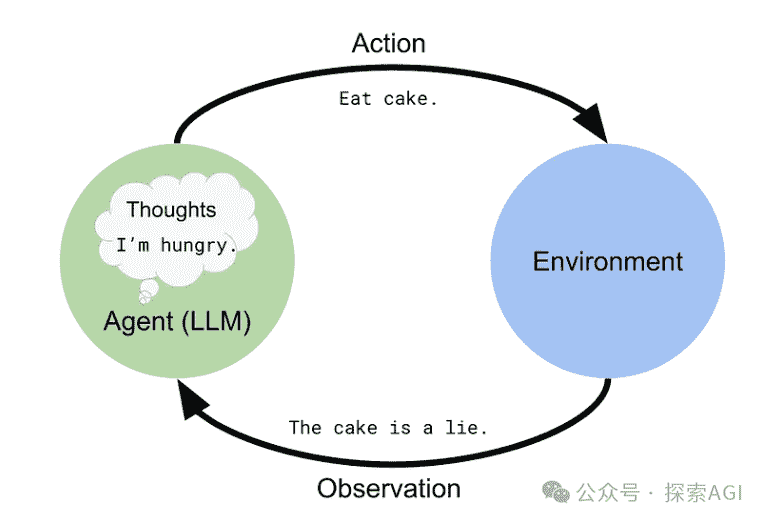 Action
Eat cake.
Thoughts
I'm hungry.
Agent (LLM)
Environment
The cake is a lie.
Observation
公众号 · 探索AGI